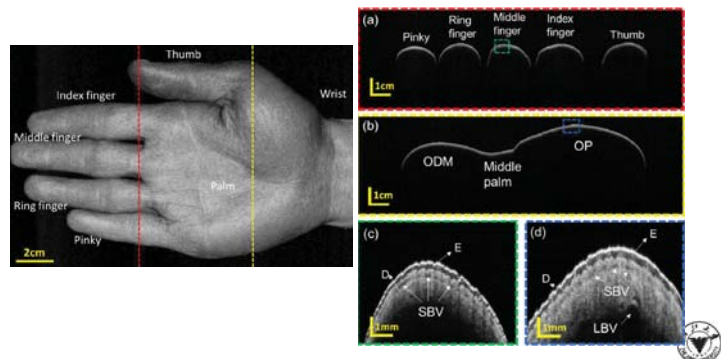 Thumb
Wrist
Index finger
Middle finger
Palm
Ring finger
Pinky
2cm
(a)
Pinky
Ring
finger
Middle
finger
Index
finger
Thumb
1cm
(b)
ODM
Middle
palm
OP
1cm
(c)
E
D
SBV
1mm
(d)
E
D
SBV
LBV
1mm